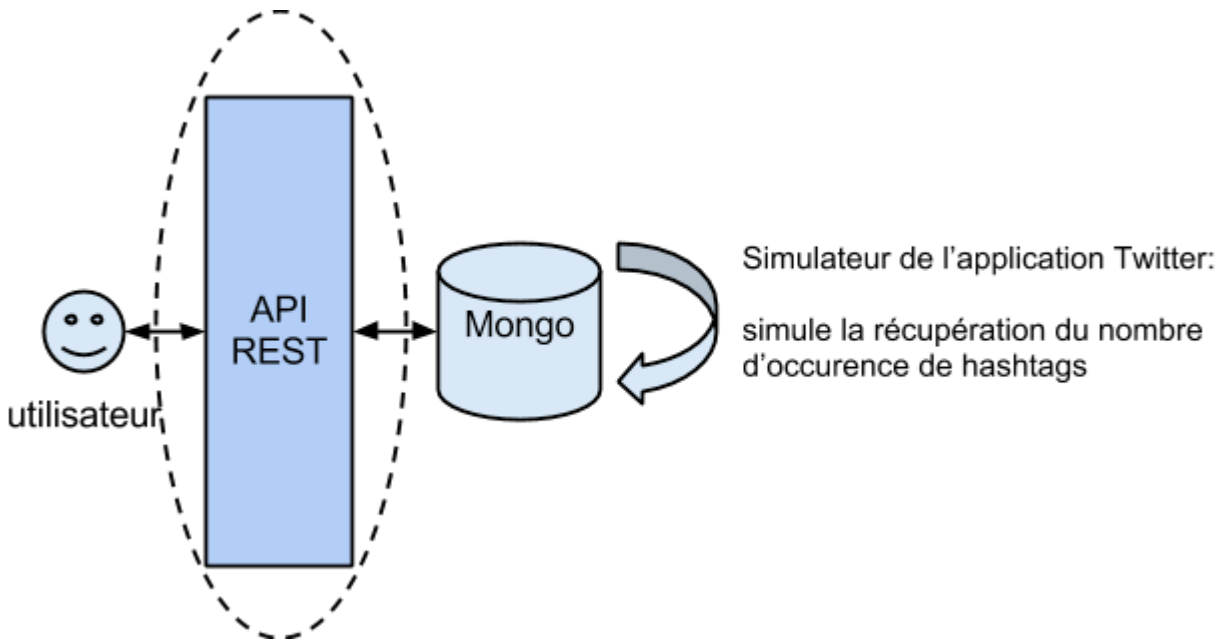 utilisateur
API
REST
Mongo
Simulateur de l'application Twitter:
simule la récupération du nombre
d'occurence de hashtags